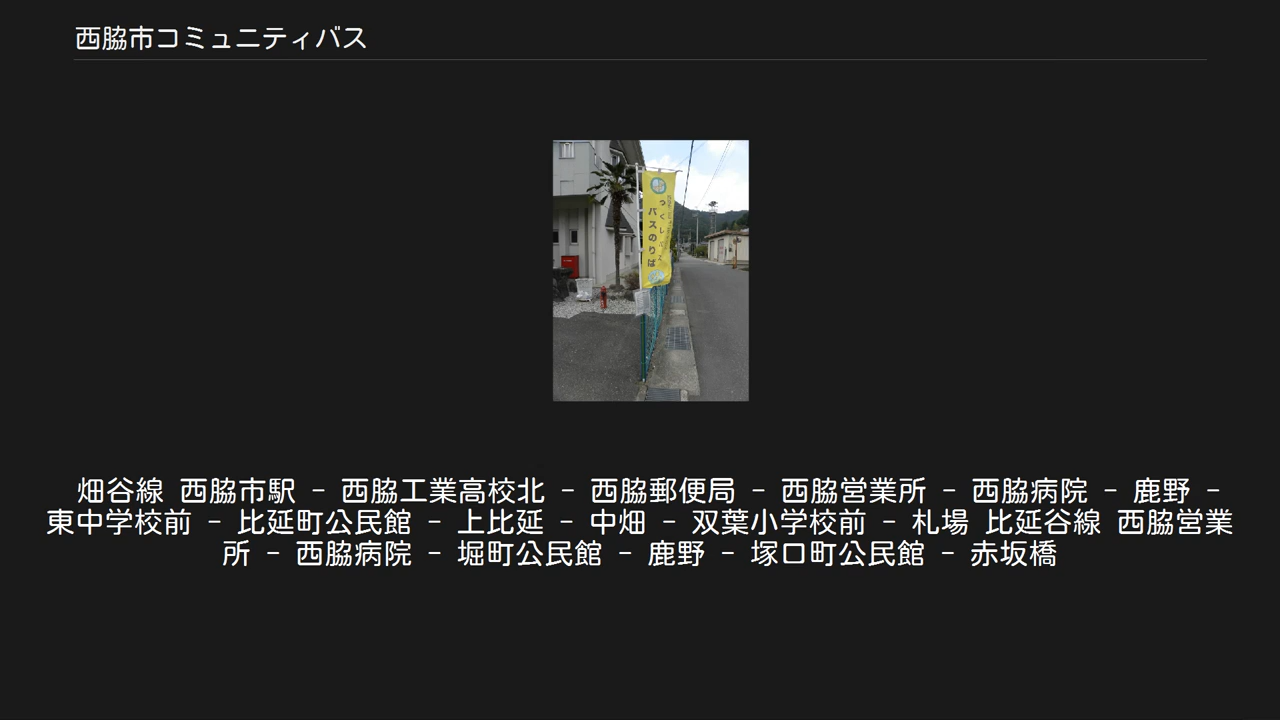 西脇市コミュニティバス
つくしバス
バスのりば
畑谷線 西脇市駅 - 西脇工業高校北 - 西脇郵便局 - 西脇営業所 - 西脇病院 - 鹿野 -
東中学校前 - 比延町公民館 - 上比延 - 中畑 - 双葉小学校前 - 札場 比延谷線 西脇営業
所 - 西脇病院 - 堀町公民館 - 鹿野 - 塚口町公民館 - 赤坂橋